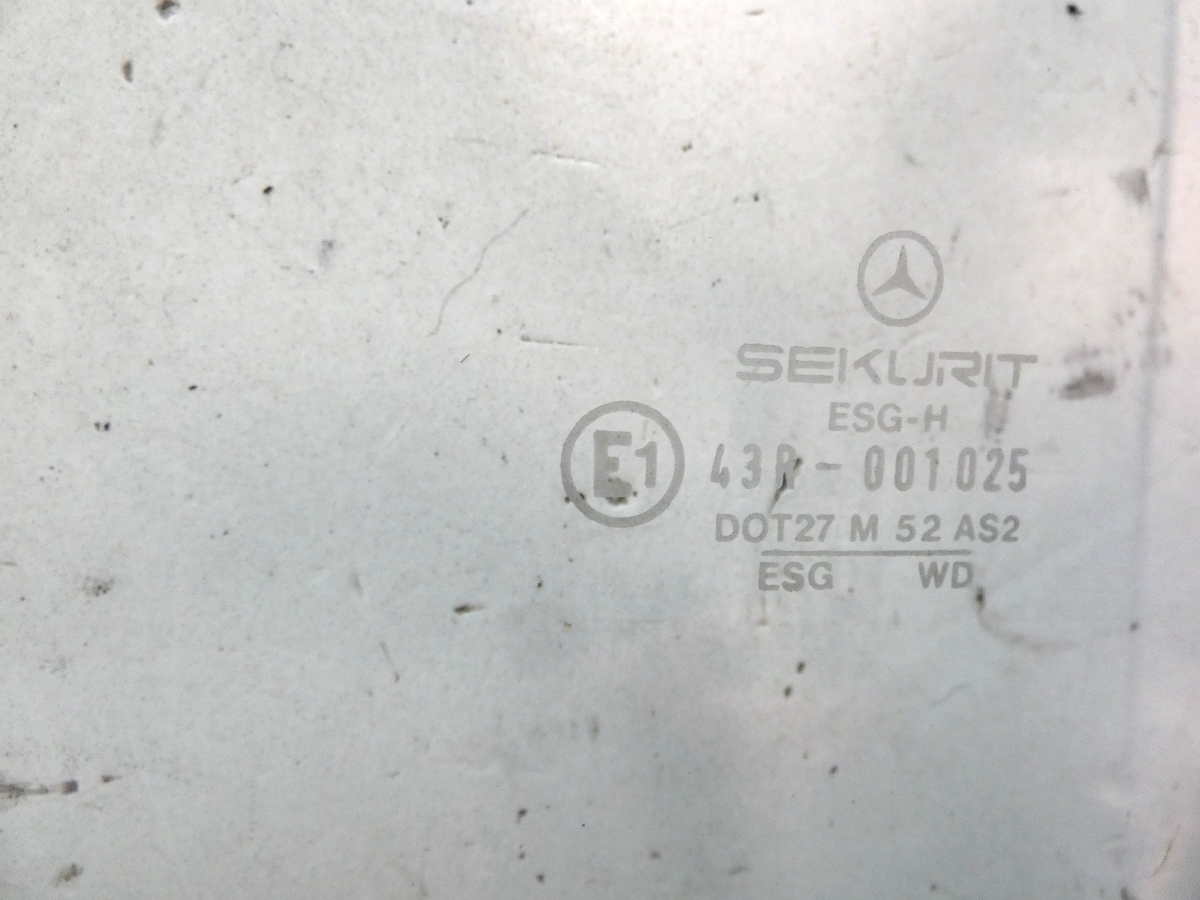 SEKURIT
ESG-H
E1 43R-001025
DOT27 M 52 AS2
ESG WD